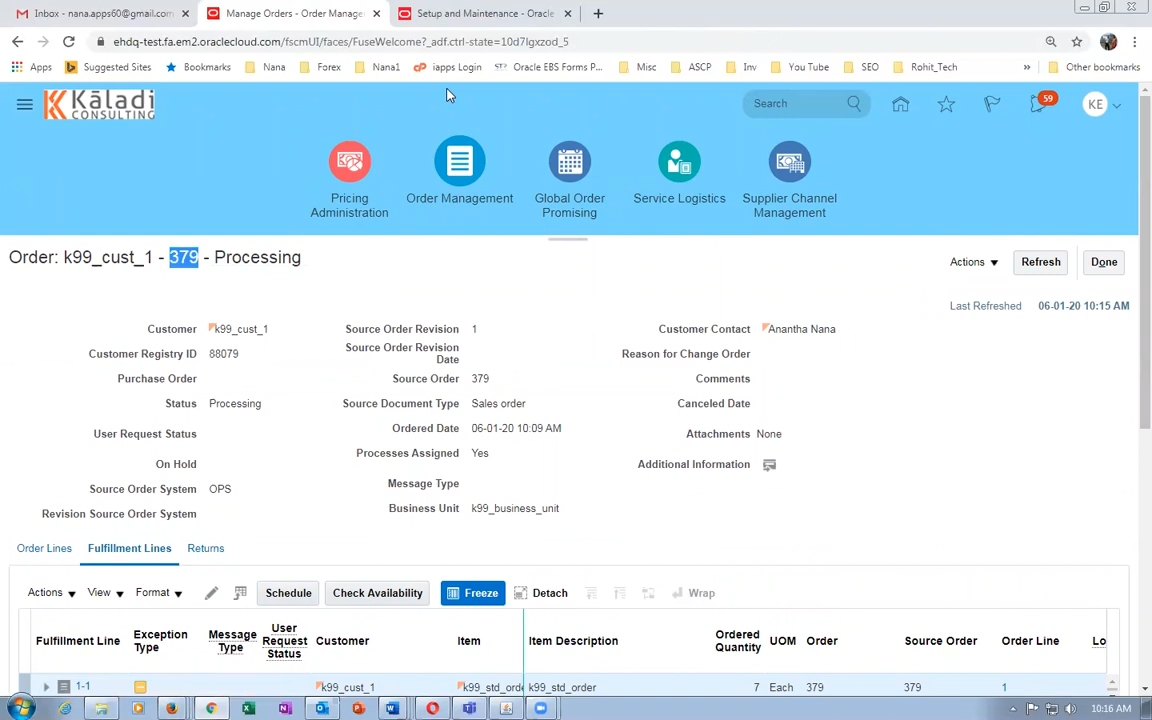 Inbox - nana.apps60@gmail.com
Manage Orders - Order Manage
Setup and Maintenance - Oracle
ehdq-test.fa.em2.oraclecloud.com/fscmUI/faces/FuseWelcome?_adf.ctrl-state=10d7lgxzod_5
Apps Suggested Sites Bookmarks Nana Forex Nana1 iapps Login Oracle EBS Forms P... Misc ASCP Inv You Tube SEO Rohit_Tech » Other bookmarks
Kāladi
CONSULTING
Search
59
KE
Pricing Administration
Order Management
Global Order Promising
Service Logistics
Supplier Channel Management
Order: k99_cust_1 - 379 - Processing
Actions Refresh Done
Last Refreshed 06-01-20 10:15 AM
Customer k99_cust_1
Customer Registry ID 88079
Purchase Order
Status Processing
User Request Status
On Hold
Source Order System OPS
Revision Source Order System
Source Order Revision 1
Source Order Revision Date
Source Order 379
Source Document Type Sales order
Ordered Date 06-01-20 10:09 AM
Processes Assigned Yes
Message Type
Business Unit k99_business_unit
Customer Contact Anantha Nana
Reason for Change Order
Comments
Canceled Date
Attachments None
Additional Information
Order Lines Fulfillment Lines Returns
Actions View Format Schedule Check Availability Freeze Detach Wrap
Fulfillment Line Exception Type Message Type User Request Status Customer Item Item Description Ordered Quantity UOM Order Source Order Order Line Lo
1-1 k99_cust_1 k99_std_orde k99_std_order 7 Each 379 379 1
10:16 AM